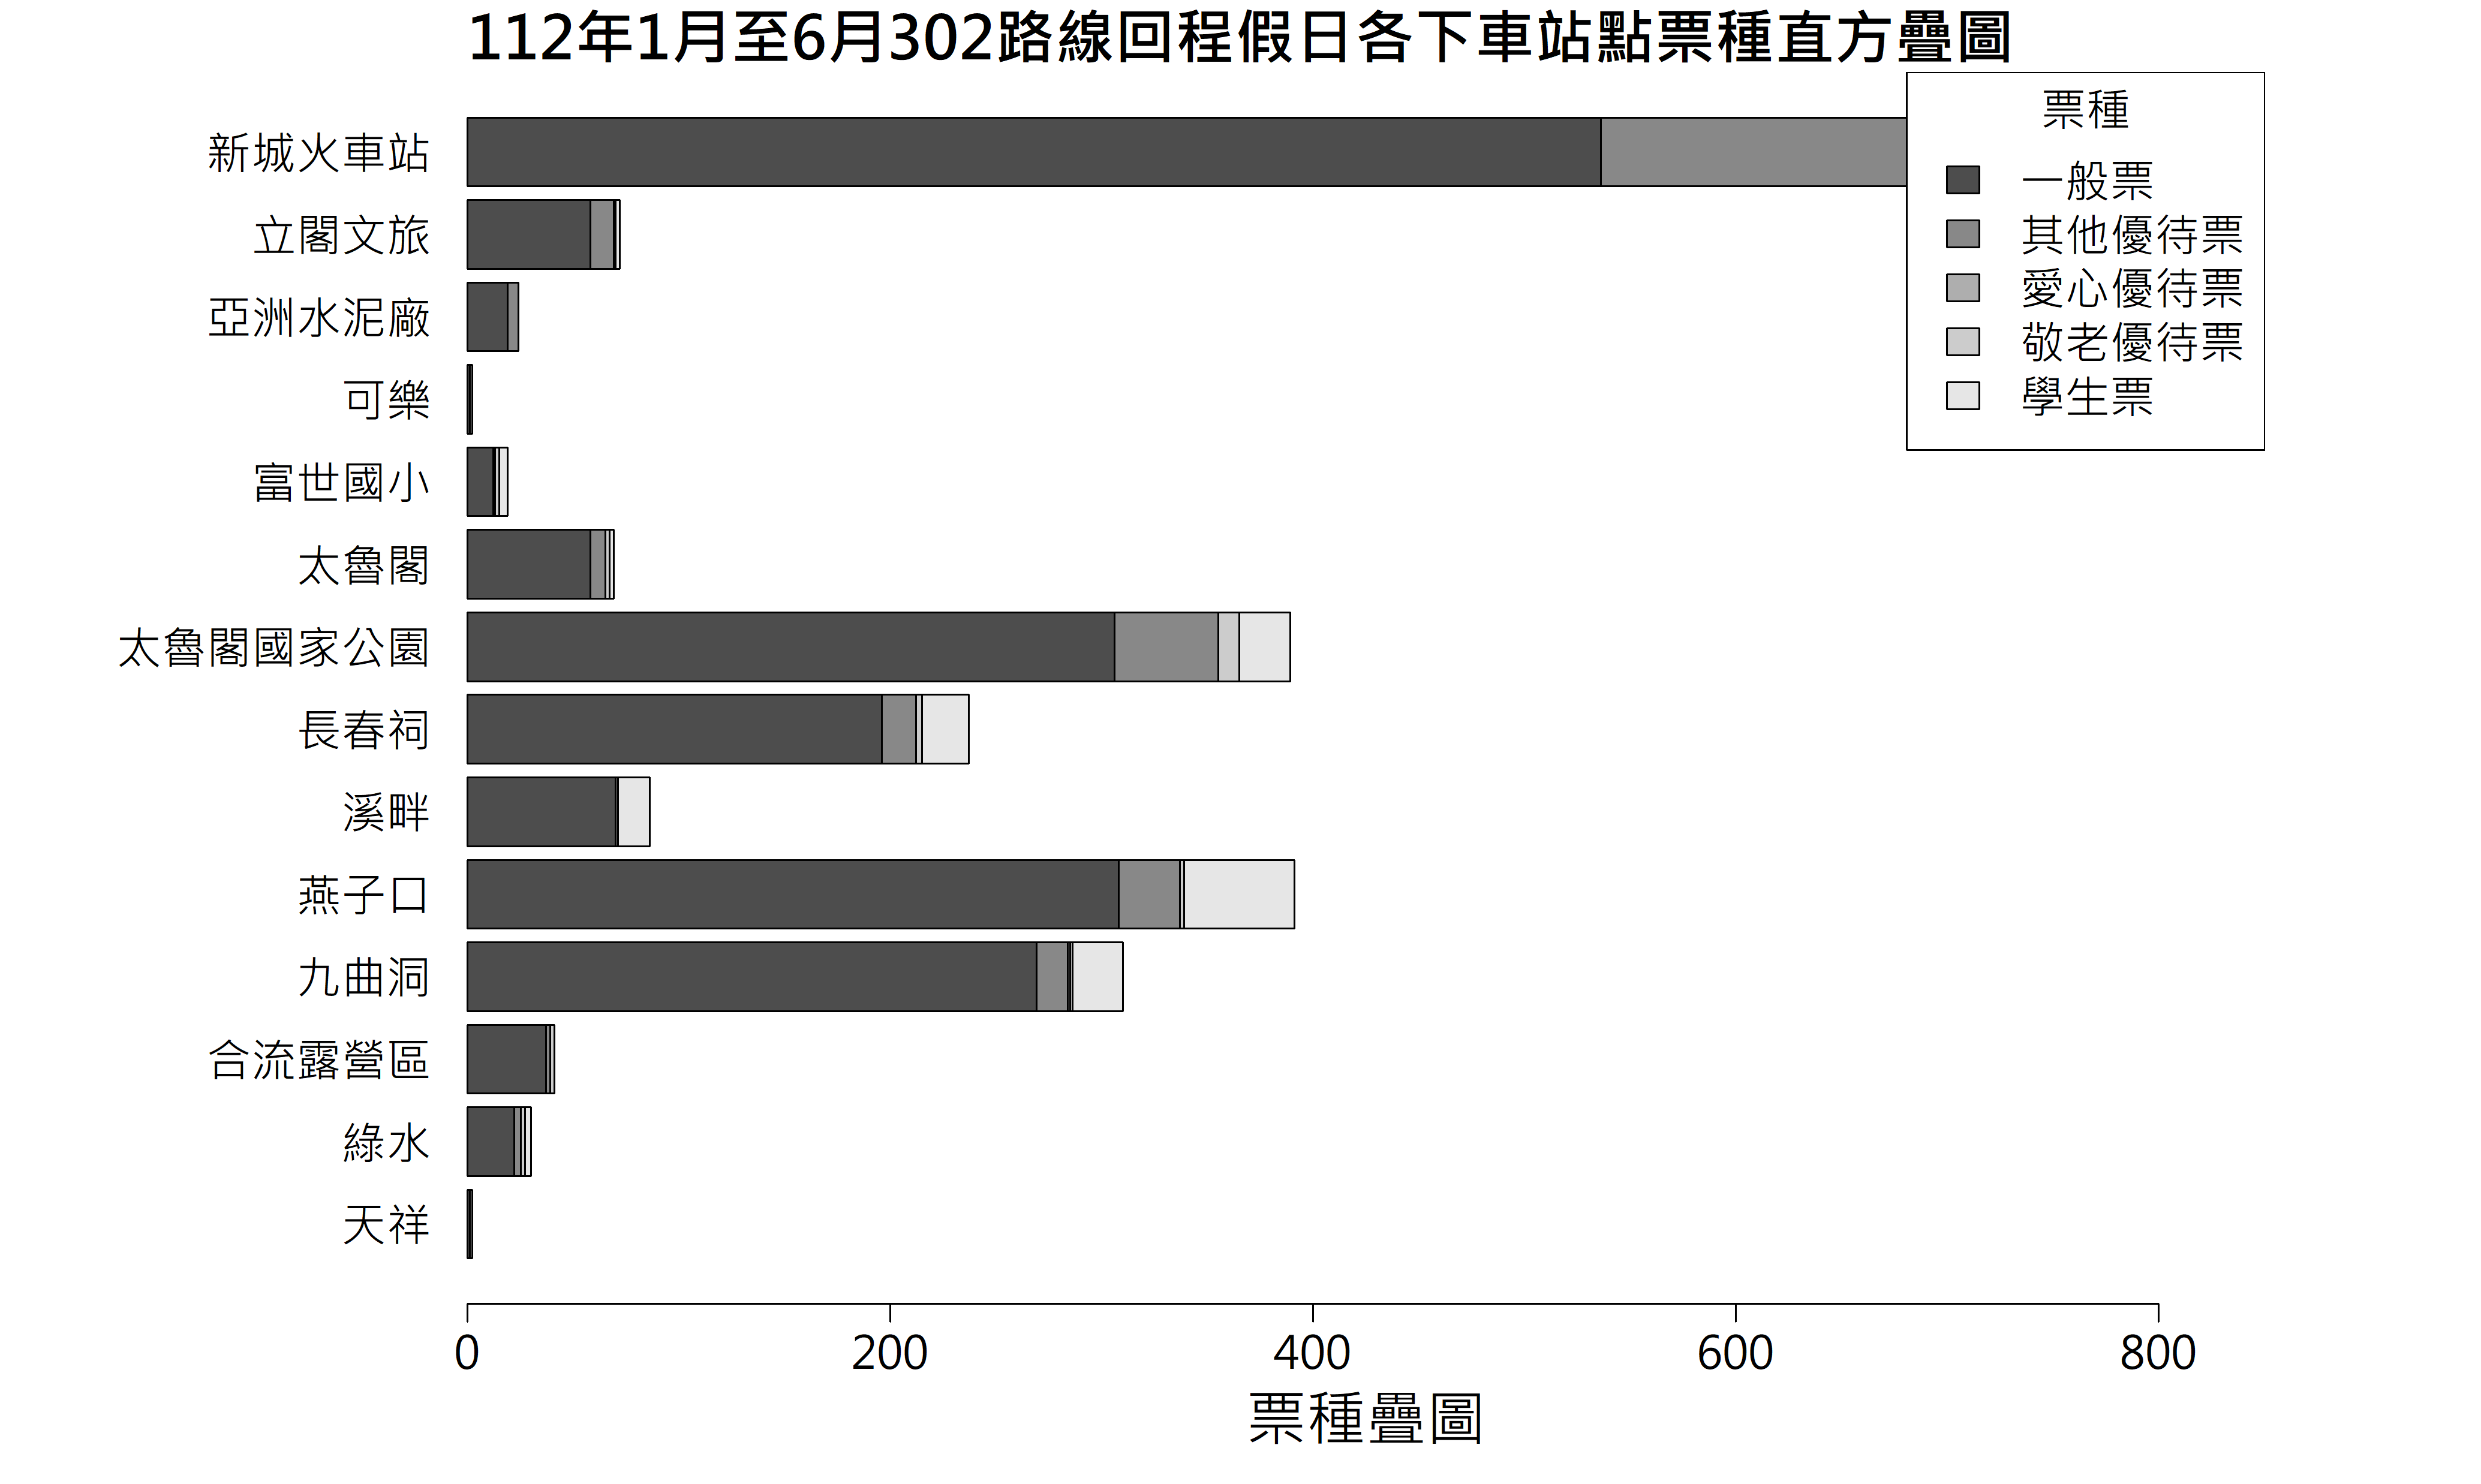 112年1月至6月302路線回程假日各下車站點票種直方疊圖
票種
一般票
其他優待票
愛心優待票
敬老優待票
學生票
新城火車站
立閣文旅
亞洲水泥廠
可樂
富世國小
太魯閣
太魯閣國家公園
長春祠
溪畔
燕子口
九曲洞
合流露營區
綠水
天祥
0 200 400 600 800
票種疊圖